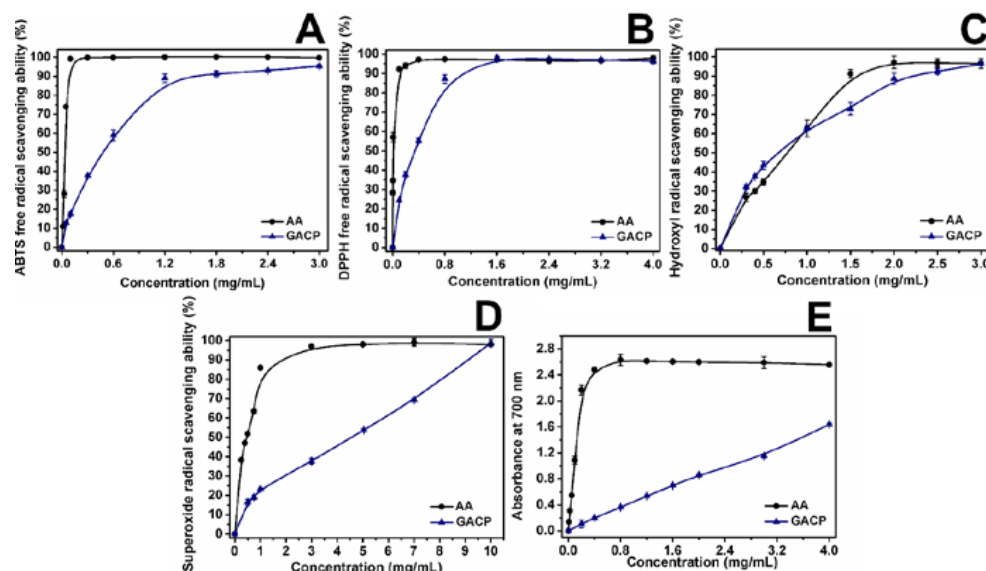 A
ABTS free radical scavenging ability (%)
100
90
80
70
60
50
40
30
20
10
0
AA
GACP
0.0 0.6 1.2 1.8 2.4 3.0
Concentration (mg/mL)
B
DPPH free radical scavenging ability (%)
100
90
80
70
60
50
40
30
20
10
0
AA
GACP
0.0 0.8 1.6 2.4 3.2 4.0
Concentration (mg/mL)
C
Hydroxyl radical scavenging ability (%)
100
90
80
70
60
50
40
30
20
10
0
AA
GACP
0.0 0.5 1.0 1.5 2.0 2.5 3.0
Concentration (mg/mL)
D
Superoxide radical scavenging ability (%)
100
90
80
70
60
50
40
30
20
10
0
AA
GACP
0 1 2 3 4 5 6 7 8 9 10
Concentration (mg/mL)
E
Absorbance at 700 nm
2.8
2.4
2.0
1.6
1.2
0.8
0.4
0.0
AA
GACP
0.0 0.8 1.6 2.4 3.2 4.0
Concentration (mg/mL)